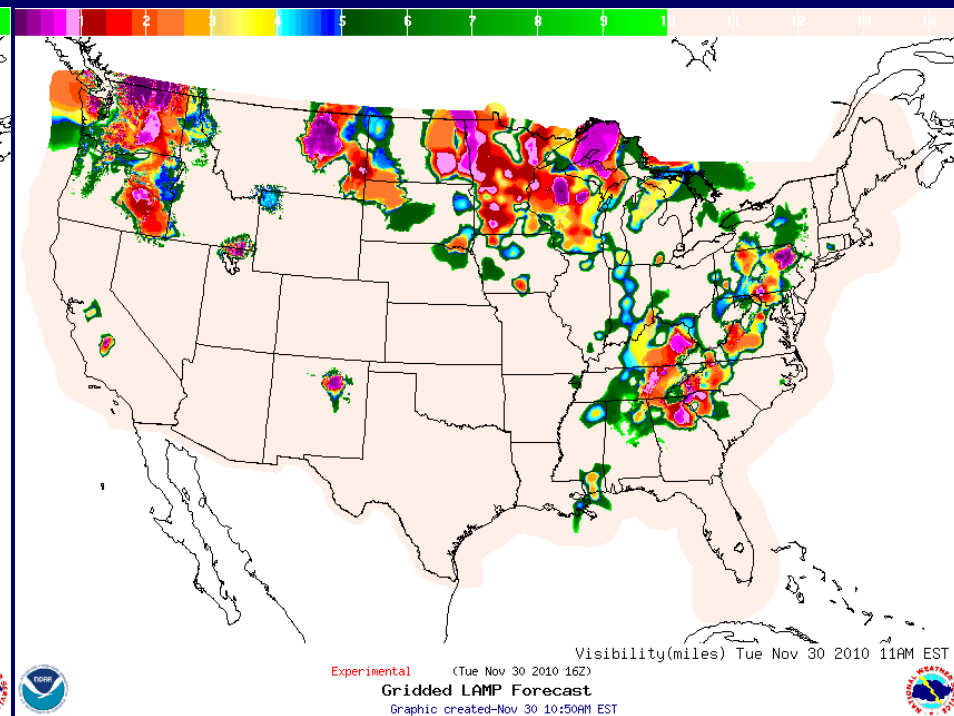 1 2 3 4 5 6 7 8 9 10 11 12 13 14
Visibility(miles) Tue Nov 30 2010 11AM EST
Experimental (Tue Nov 30 2010 16Z)
Gridded LAMP Forecast
Graphic created-Nov 30 10:50AM EST
NOAA